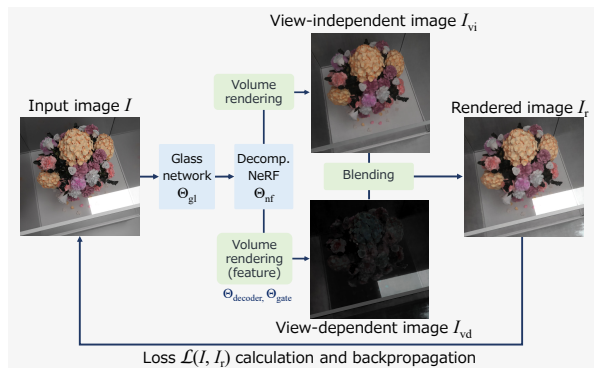 View-independent image I_vi
Input image I
Volume
rendering
Rendered image I_r
Glass
network
Θ_gl
Decomp.
NeRF
Θ_nf
Blending
Volume
rendering
(feature)
Θ_decoder, Θ_gate
View-dependent image I_vd
Loss ℒ(I, I_r) calculation and backpropagation